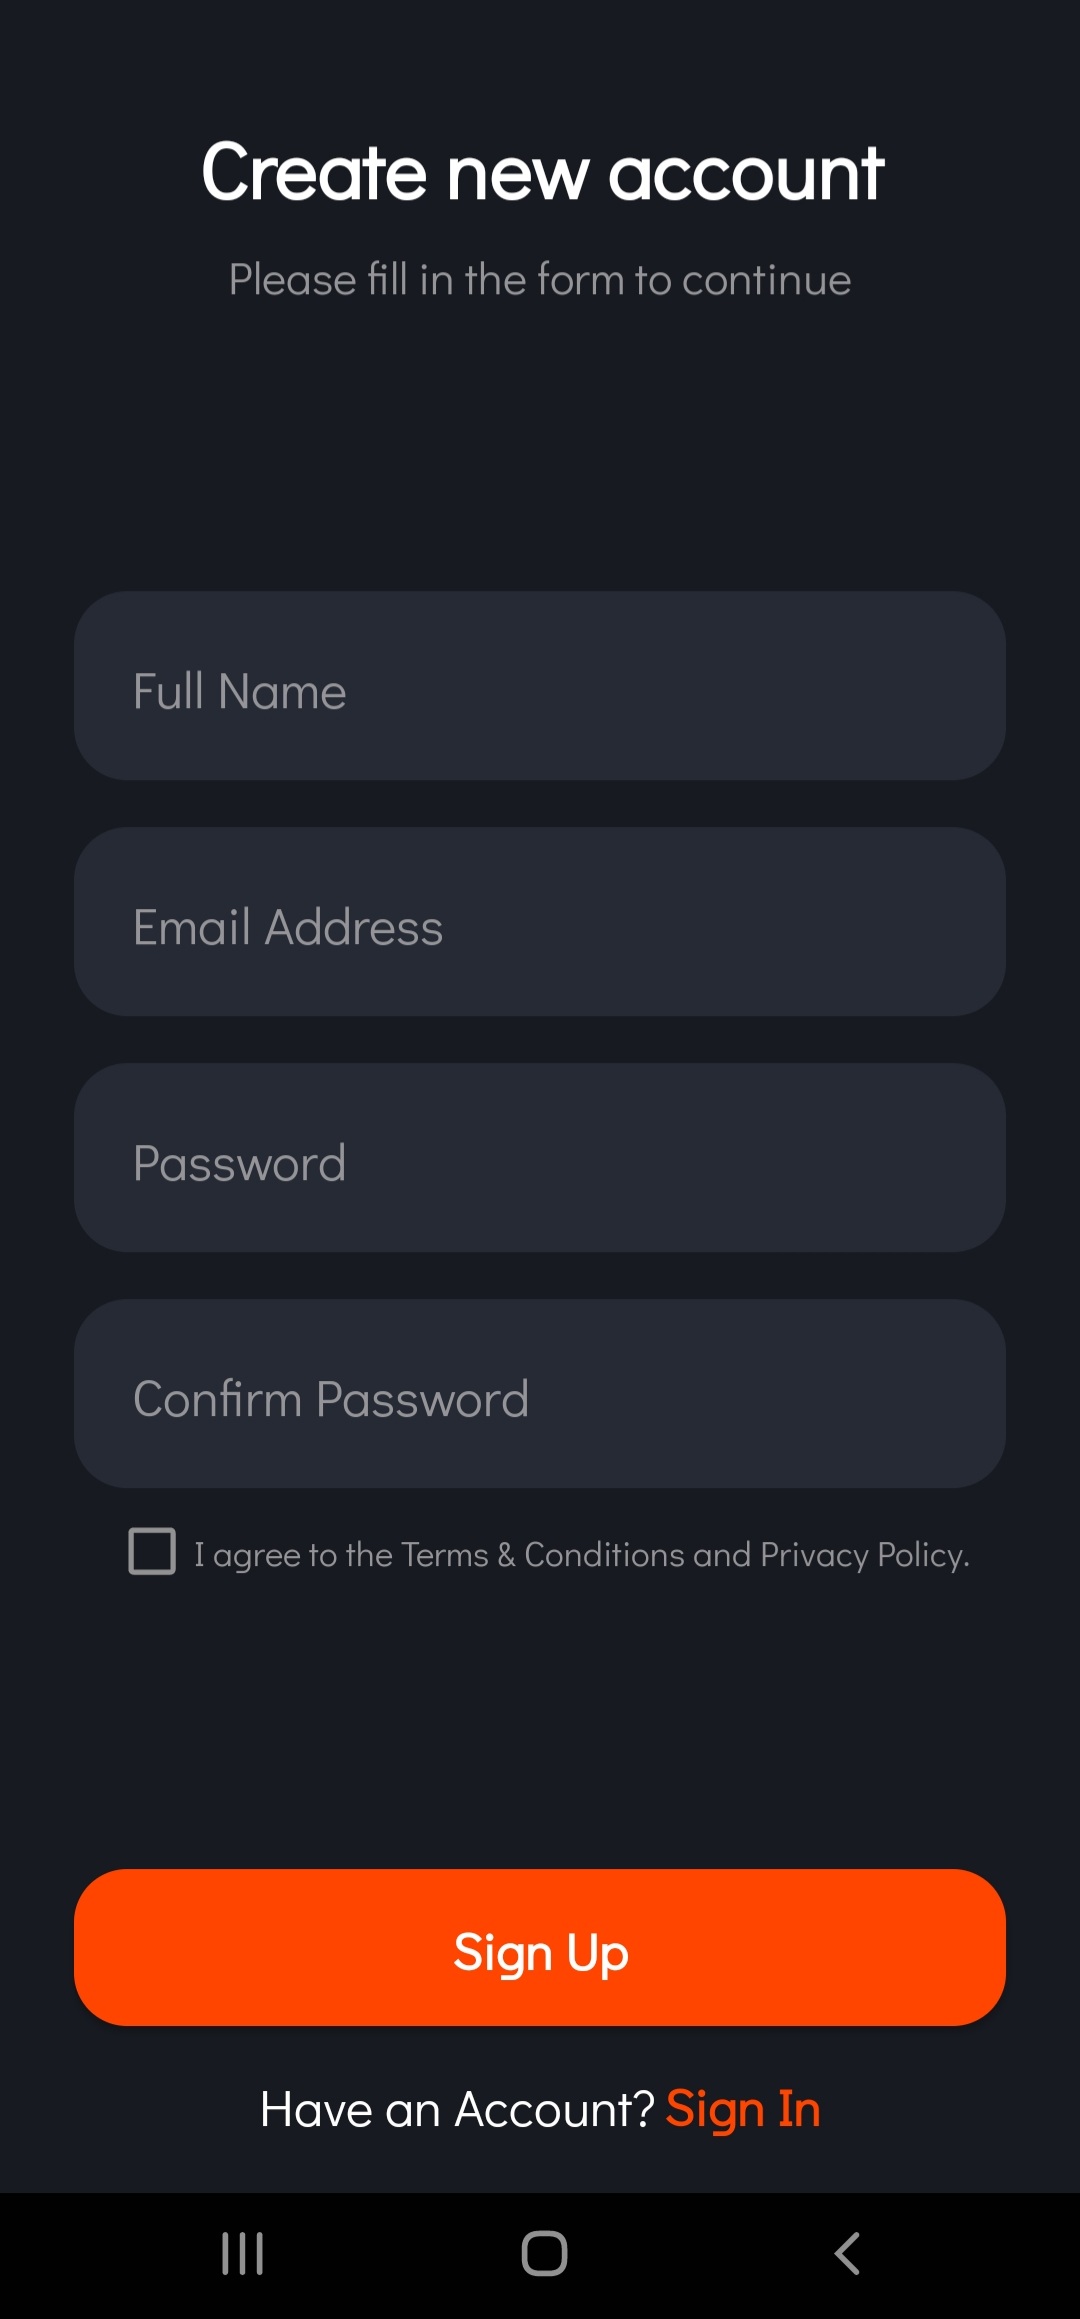 Create new account
Please fill in the form to continue
Full Name
Email Address
Password
Confirm Password
I agree to the Terms & Conditions and Privacy Policy.
Sign Up
Have an Account? Sign In